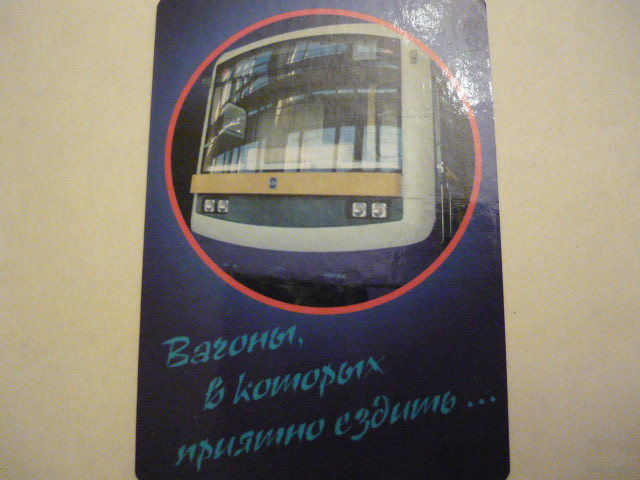 Вагоны,
в которых
приятно ездить ...